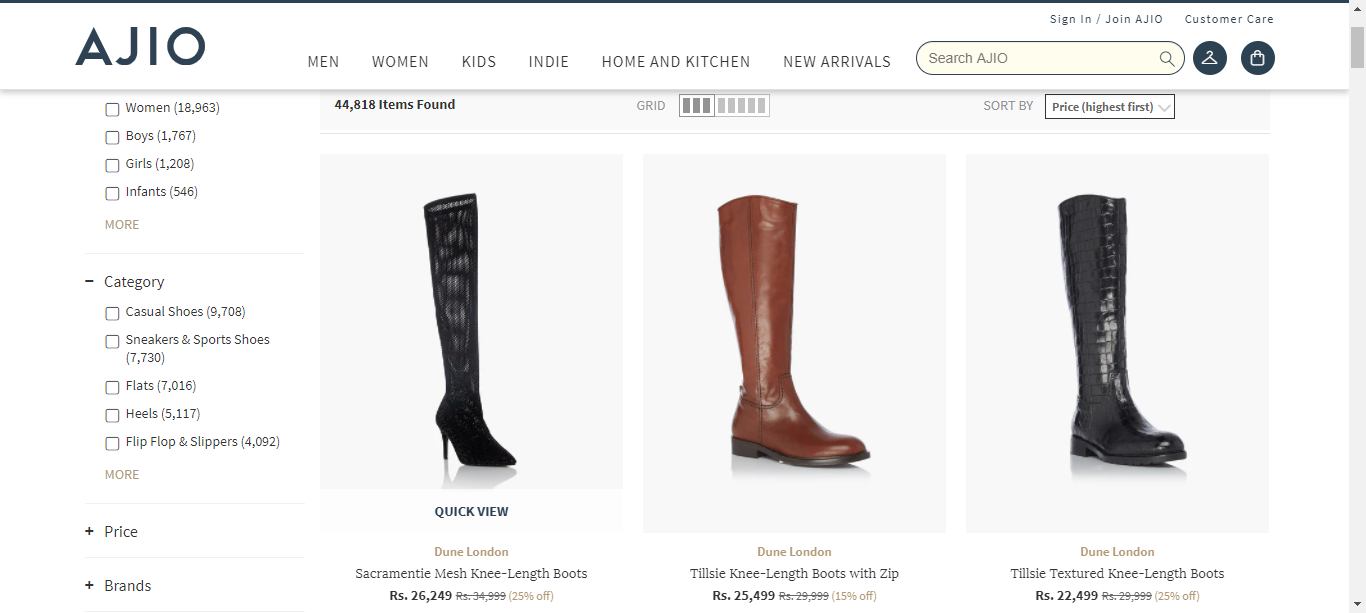 Sign In / Join AJIO
Customer Care
AJIO
MEN
WOMEN
KIDS
INDIE
HOME AND KITCHEN
NEW ARRIVALS
Search AJIO
Women (18,963)
Boys (1,767)
Girls (1,208)
Infants (546)
MORE
Category
Casual Shoes (9,708)
Sneakers & Sports Shoes
(7,730)
Flats (7,016)
Heels (5,117)
Flip Flop & Slippers (4,092)
MORE
Price
Brands
44,818 Items Found
GRID
SORT BY
Price (highest first)
QUICK VIEW
Dune London
Sacramentie Mesh Knee-Length Boots
Rs. 26,249 Rs. 34,999 (25% off)
Dune London
Tillsie Knee-Length Boots with Zip
Rs. 25,499 Rs. 29,999 (15% off)
Dune London
Tillsie Textured Knee-Length Boots
Rs. 22,499 Rs. 29,999 (25% off)